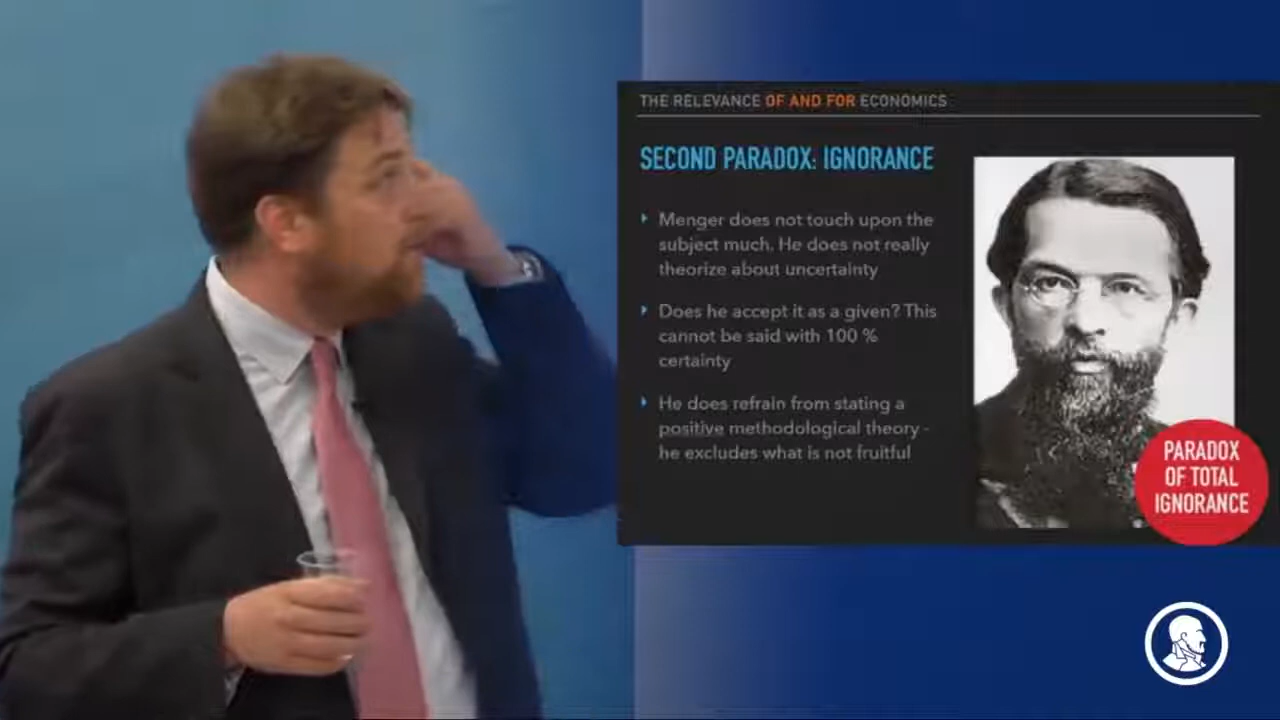 THE RELEVANCE OF AND FOR ECONOMICS
SECOND PARADOX: IGNORANCE
Menger does not touch upon the
subject much. He does not really
theorize about uncertainty
Does he accept it as a given? This
cannot be said with 100 %
certainty
He does refrain from stating a
positive methodological theory -
he excludes what is not fruitful
PARADOX
OF TOTAL
IGNORANCE